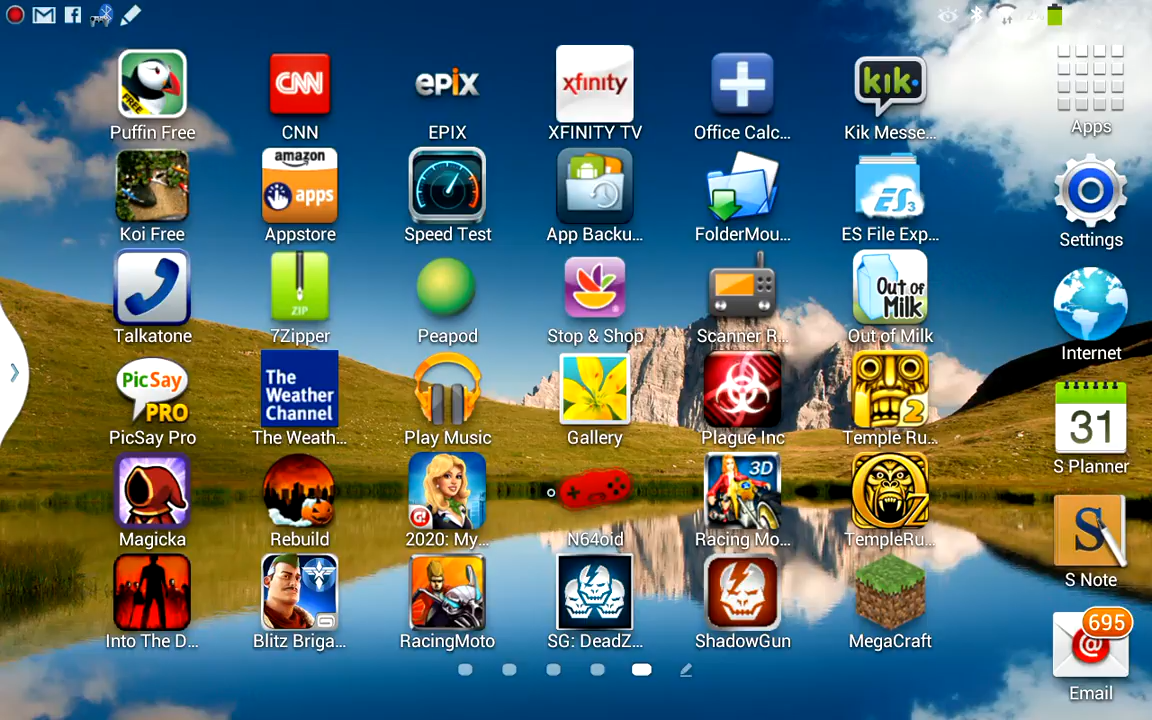 FREE
Puffin Free
CNN
CNN
epix
EPIX
xfinity
XFINITY TV
Office Calc...
kik
Kik Messe...
Apps
Koi Free
amazon
apps
Appstore
Speed Test
App Backu...
FolderMou...
ES
3
ES File Exp...
Settings
Talkatone
ZIP
7Zipper
Peapod
Stop & Shop
Scanner R...
Out of
Milk
Out of Milk
Internet
PicSay
PRO
PicSay Pro
The
Weather
Channel
The Weath...
Play Music
Gallery
Plague Inc
2
Temple Ru...
31
S Planner
Magicka
Rebuild
2020: My...
N64oid
3D
Racing Mo...
Z
TempleRu...
S
S Note
Into The D...
Blitz Briga...
RacingMoto
SG: DeadZ...
ShadowGun
MegaCraft
695
@
Email